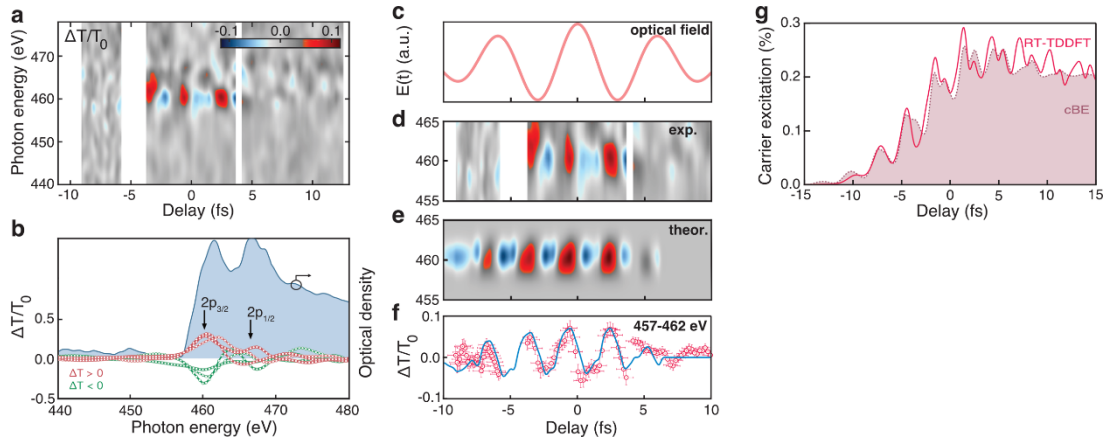 a
ΔT/T0
-0.1
0.1
Photon energy (eV)
470
460
450
440
-10
-5
0
5
10
Delay (fs)
b
ΔT/T0
0.5
0.0
-0.5
2p3/2
2p1/2
ΔT > 0
ΔT < 0
Optical density
440
450
460
470
480
Photon energy (eV)
c
optical field
E(t) (a.u.)
d
exp.
465
460
455
e
theor.
465
460
455
f
457-462 eV
ΔT/T0
0.1
0.0
-0.1
-10
-5
0
5
10
Delay (fs)
g
RT-TDDFT
cBE
Carrier excitation (%)
0.3
0.2
0.1
0.0
-10
-5
0
5
10
15
Delay (fs)